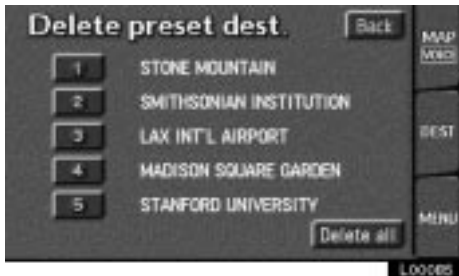 Delete preset dest. Back
MAP
VOICE
1 STONE MOUNTAIN
2 SMITHSONIAN INSTITUTION
3 LAX INT'L AIRPORT
DEST
4 MADISON SQUARE GARDEN
5 STANFORD UNIVERSITY
MENU
Delete all
L00085